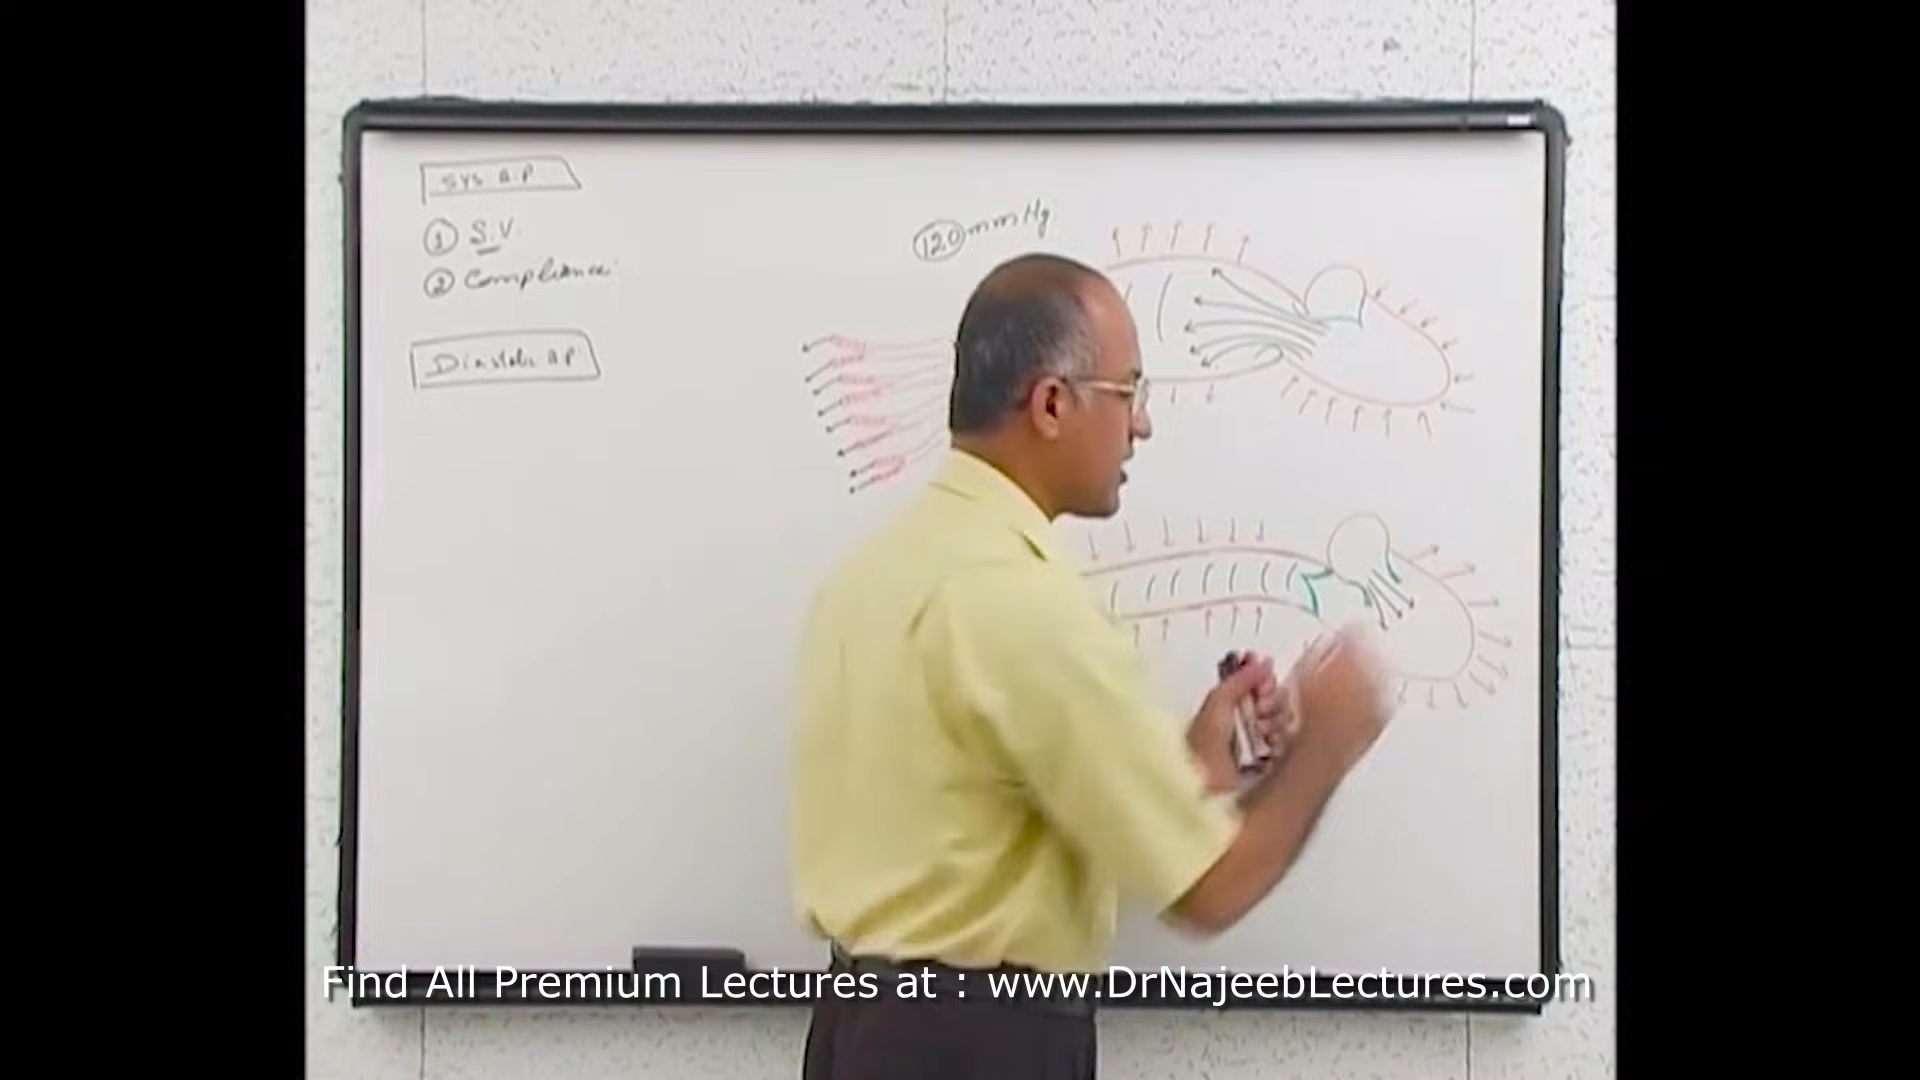 SYS B.P
① S.V.
② Compliance
Diastolic B P
120 mmHg
Find All Premium Lectures at : www.DrNajeebLectures.com